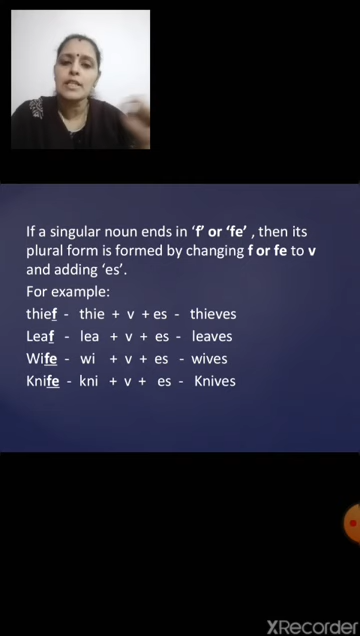 If a singular noun ends in ‘f’ or ‘fe’ , then its
plural form is formed by changing f or fe to v
and adding ‘es’.
For example:
thief - thie + v + es - thieves
Leaf - lea + v + es - leaves
Wife - wi + v + es - wives
Knife - kni + v + es - Knives
XRecorder